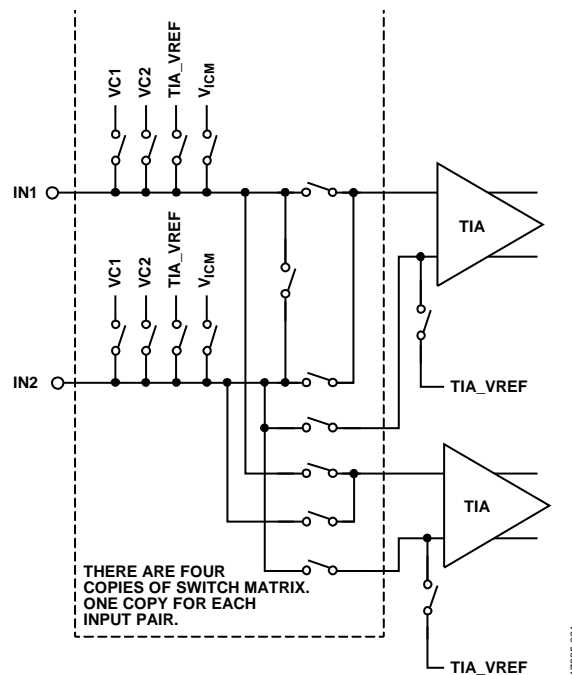 VC1
VC2
TIA_VREF
VICM
IN1
TIA
VC1
VC2
TIA_VREF
VICM
IN2
TIA_VREF
TIA
THERE ARE FOUR
COPIES OF SWITCH MATRIX.
ONE COPY FOR EACH
INPUT PAIR.
TIA_VREF